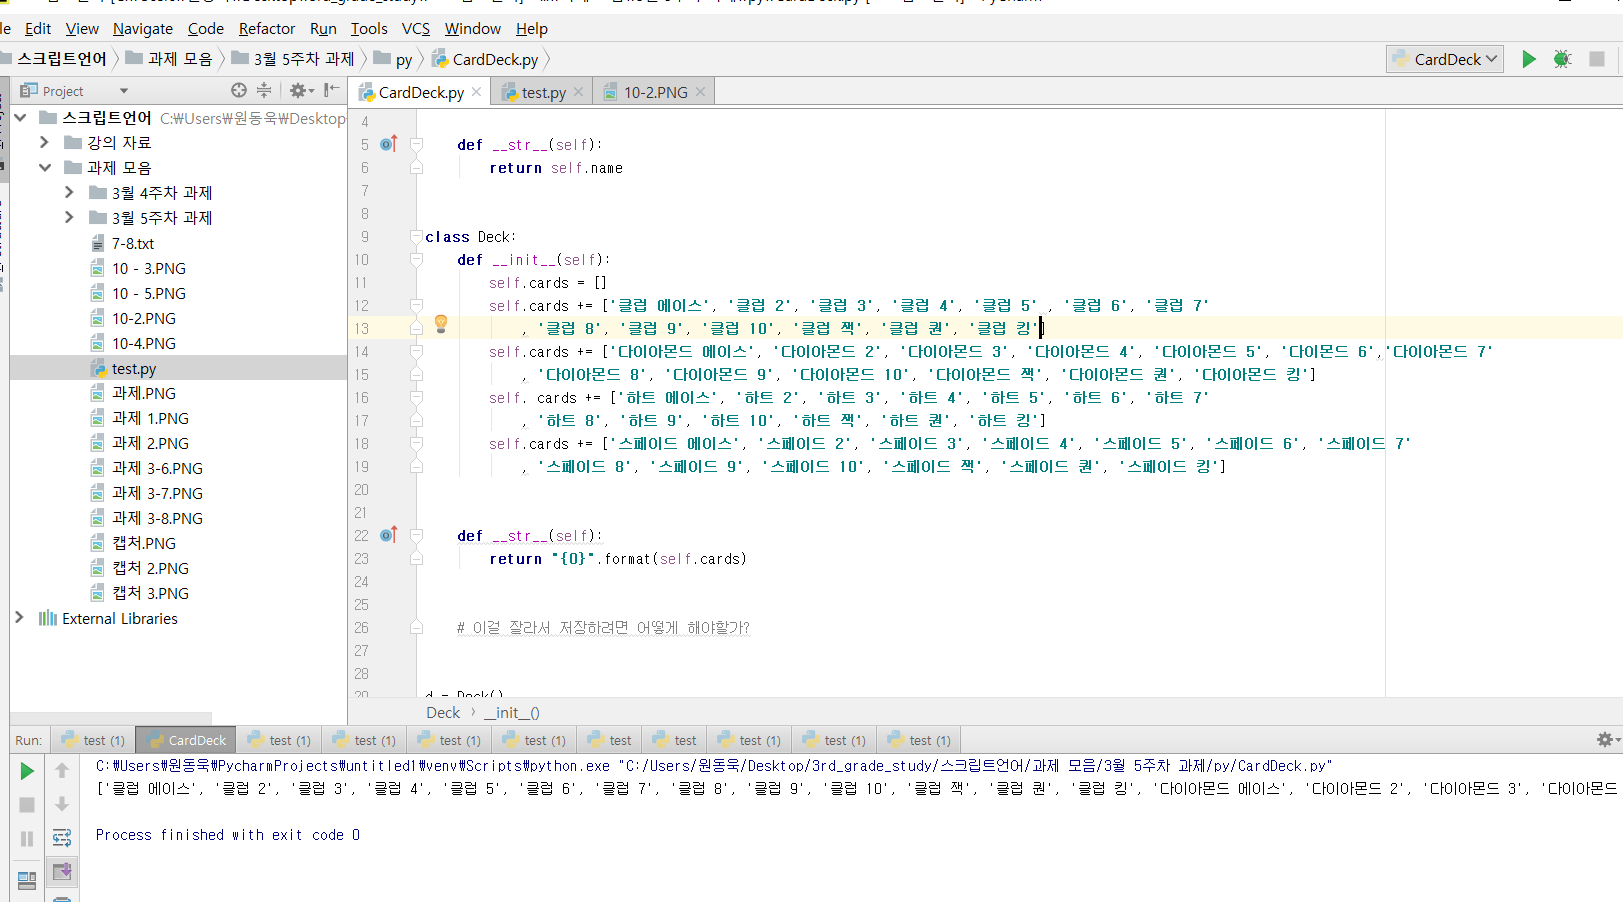 le Edit View Navigate Code Refactor Run Tools VCS Window Help
스크립트언어 과제 모음 3월 5주차 과제 py CardDeck.py CardDeck
Project CardDeck.py test.py 10-2.PNG
스크립트언어 C:₩Users₩원동욱₩Desktop
강의 자료
과제 모음
3월 4주차 과제
3월 5주차 과제
7-8.txt
10 - 3.PNG
10 - 5.PNG
10-2.PNG
10-4.PNG
test.py
과제.PNG
과제 1.PNG
과제 2.PNG
과제 3-6.PNG
과제 3-7.PNG
과제 3-8.PNG
캡처.PNG
캡처 2.PNG
캡처 3.PNG
External Libraries
4
5 def __str__(self):
6 return self.name
7
8
9 class Deck:
10 def __init__(self):
11 self.cards = []
12 self.cards += ['클럽 에이스', '클럽 2', '클럽 3', '클럽 4', '클럽 5' , '클럽 6', '클럽 7'
13 , '클럽 8', '클럽 9', '클럽 10', '클럽 잭', '클럽 퀸', '클럽 킹']
14 self.cards += ['다이아몬드 에이스', '다이아몬드 2', '다이아몬드 3', '다이아몬드 4', '다이아몬드 5', '다이몬드 6','다이아몬드 7'
15 , '다이아몬드 8', '다이아몬드 9', '다이아몬드 10', '다이아몬드 잭', '다이아몬드 퀸', '다이아몬드 킹']
16 self. cards += ['하트 에이스', '하트 2', '하트 3', '하트 4', '하트 5', '하트 6', '하트 7'
17 , '하트 8', '하트 9', '하트 10', '하트 잭', '하트 퀸', '하트 킹']
18 self.cards += ['스페이드 에이스', '스페이드 2', '스페이드 3', '스페이드 4', '스페이드 5', '스페이드 6', '스페이드 7'
19 , '스페이드 8', '스페이드 9', '스페이드 10', '스페이드 잭', '스페이드 퀸', '스페이드 킹']
20
21
22 def __str__(self):
23 return "{0}".format(self.cards)
24
25
26 # 이걸 잘라서 저장하려면 어떻게 해야할가?
27
28
29 d = Deck()
Deck __init__()
Run: test (1) CardDeck test (1) test (1) test (1) test (1) test test test (1) test (1) test (1)
C:₩Users₩원동욱₩PycharmProjects₩untitled1₩venv₩Scripts₩python.exe "C:/Users/원동욱/Desktop/3rd_grade_study/스크립트언어/과제 모음/3월 5주차 과제/py/CardDeck.py"
['클럽 에이스', '클럽 2', '클럽 3', '클럽 4', '클럽 5', '클럽 6', '클럽 7', '클럽 8', '클럽 9', '클럽 10', '클럽 잭', '클럽 퀸', '클럽 킹', '다이아몬드 에이스', '다이아몬드 2', '다이아몬드 3', '다이아몬드
Process finished with exit code 0